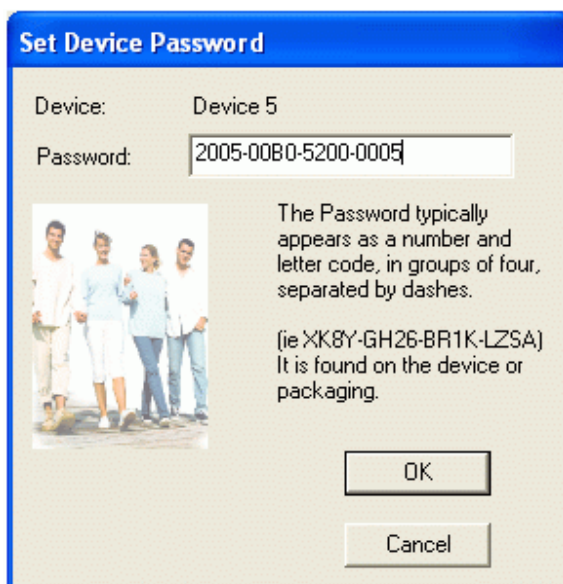 Set Device Password
Device: Device 5
Password: 2005-00B0-5200-0005
The Password typically
appears as a number and
letter code, in groups of four,
separated by dashes.
(ie XK8Y-GH26-BR1K-LZSA)
It is found on the device or
packaging.
OK
Cancel